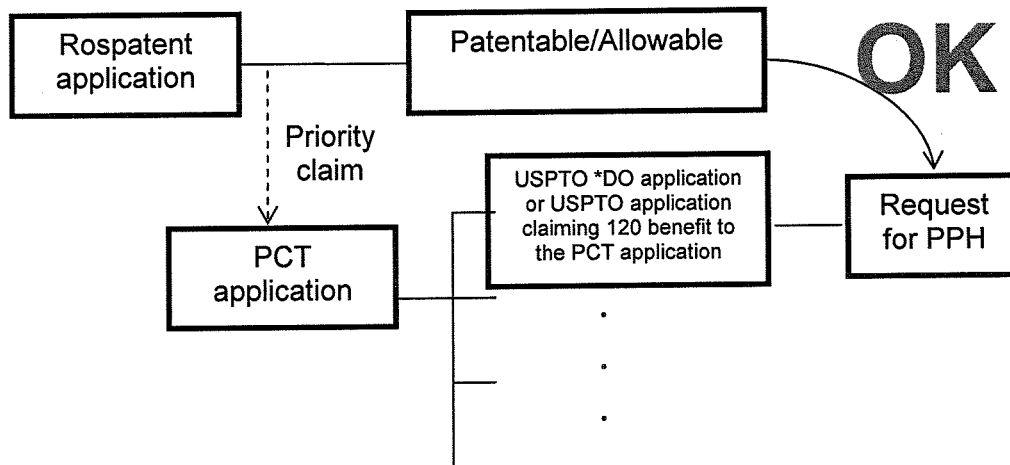 Rospatent
application
Patentable/Allowable
OK
Priority
claim
USPTO *DO application
or USPTO application
claiming 120 benefit to
the PCT application
Request
for PPH
PCT
application